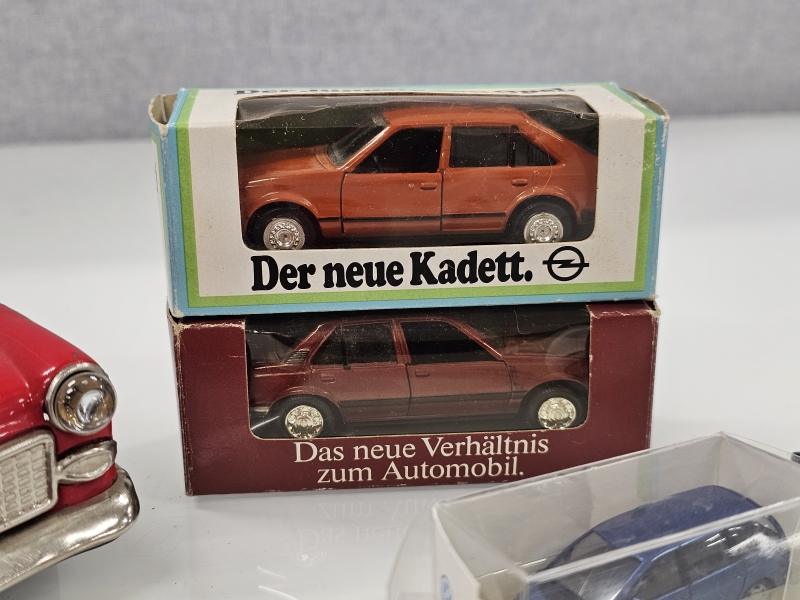 Der neue Kadett.
Das neue Verhältnis
zum Automobil.